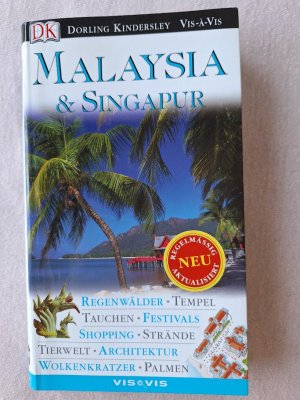 DK DORLING KINDERSLEY VIS-À-VIS
MALAYSIA
& SINGAPUR
REGELMÄSSIG
NEU
AKTUALISIERT
REGENWÄLDER · TEMPEL
TAUCHEN · FESTIVALS
SHOPPING · STRÄNDE
TIERWELT · ARCHITEKTUR
WOLKENKRATZER · PALMEN
VIS À VIS